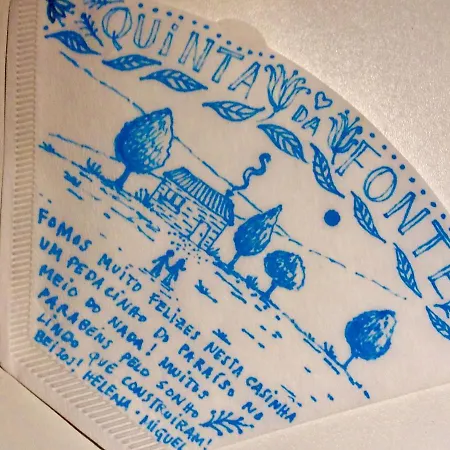 QUINTA DA FONTE
FOMOS MUITO FELIZES NESTA CASINHA
UM PEDACINHO DO PARAÍSO NO
MEIO DO NADA! MUITOS
PARABÉNS PELO SONHO
LINDO QUE CONSTRUIRAM!
BEIJOS! HELENA · MIGUEL